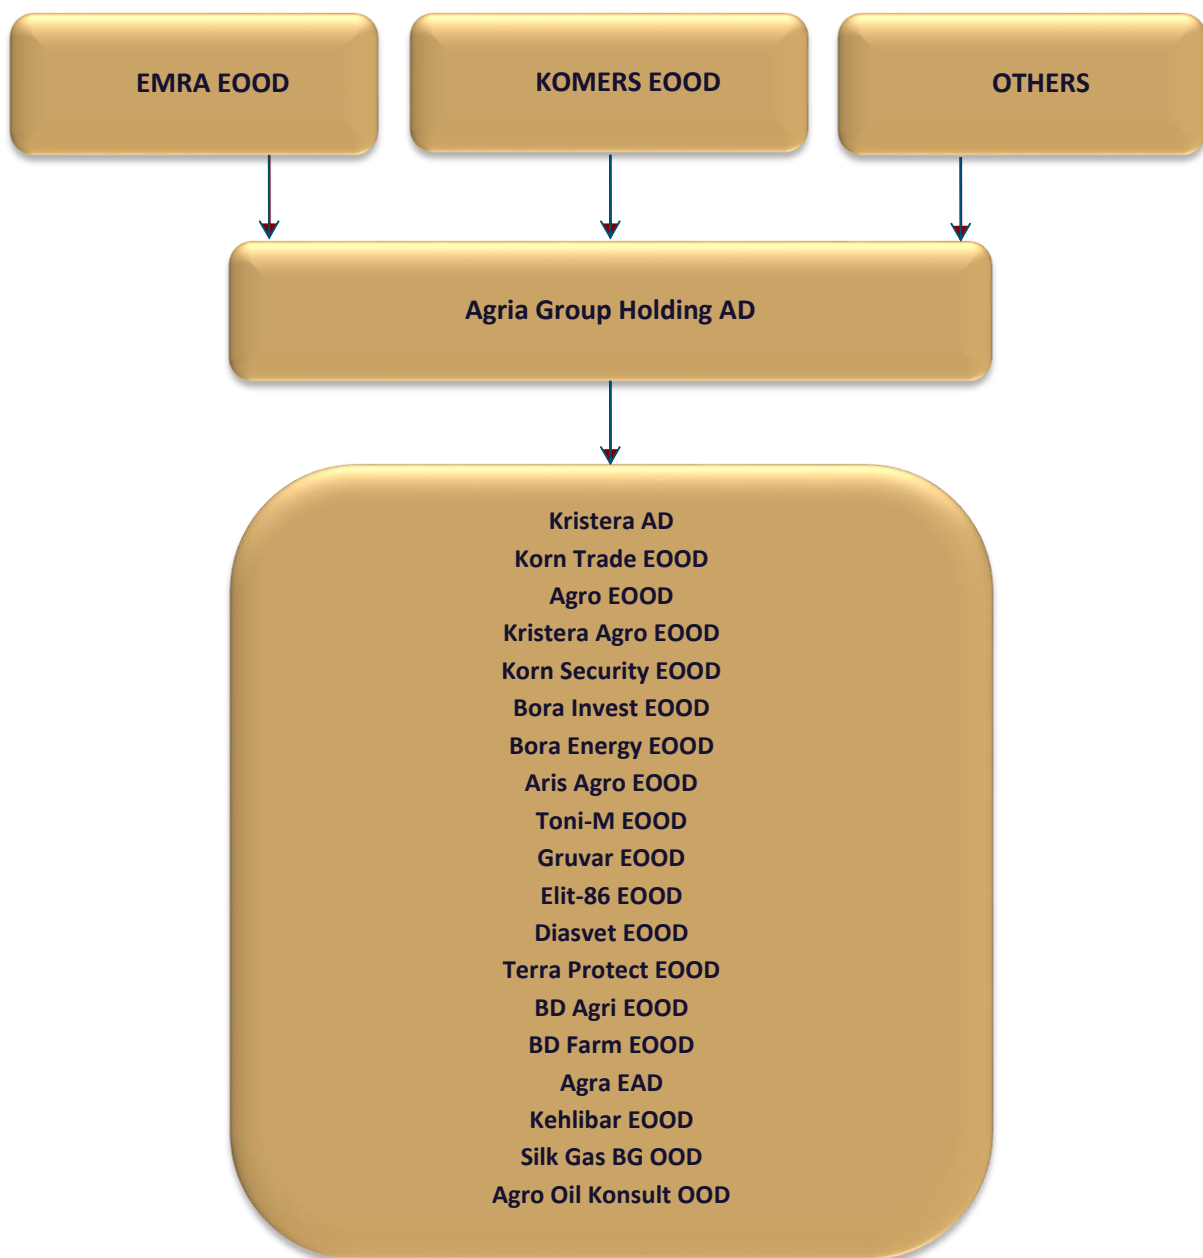 EMRA EOOD
KOMERS EOOD
OTHERS
Agria Group Holding AD
Kristera AD
Korn Trade EOOD
Agro EOOD
Kristera Agro EOOD
Korn Security EOOD
Bora Invest EOOD
Bora Energy EOOD
Aris Agro EOOD
Toni-M EOOD
Gruvar EOOD
Elit-86 EOOD
Diasvet EOOD
Terra Protect EOOD
BD Agri EOOD
BD Farm EOOD
Agra EAD
Kehlibar EOOD
Silk Gas BG OOD
Agro Oil Konsult OOD